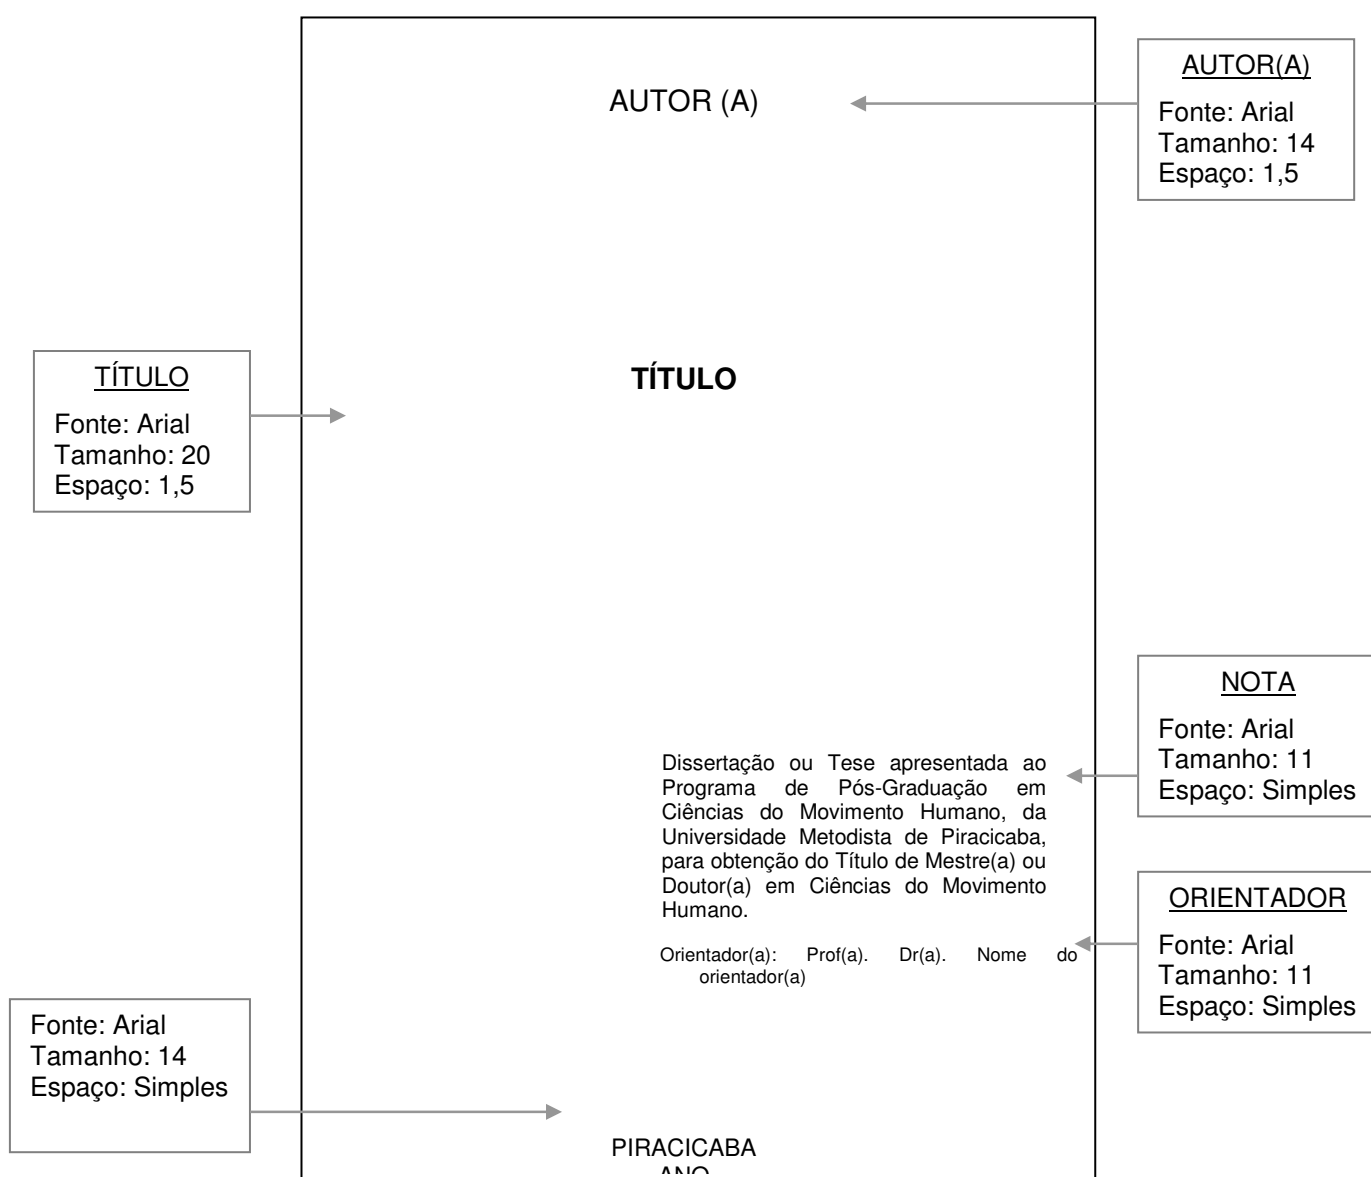 AUTOR (A)
AUTOR(A)
Fonte: Arial
Tamanho: 14
Espaço: 1,5
TÍTULO
Fonte: Arial
Tamanho: 20
Espaço: 1,5
TÍTULO
NOTA
Fonte: Arial
Tamanho: 11
Espaço: Simples
Dissertação ou Tese apresentada ao
Programa de Pós-Graduação em
Ciências do Movimento Humano, da
Universidade Metodista de Piracicaba,
para obtenção do Título de Mestre(a) ou
Doutor(a) em Ciências do Movimento
Humano.
ORIENTADOR
Fonte: Arial
Tamanho: 11
Espaço: Simples
Orientador(a): Prof(a). Dr(a). Nome do
orientador(a)
Fonte: Arial
Tamanho: 14
Espaço: Simples
PIRACICABA
ANO